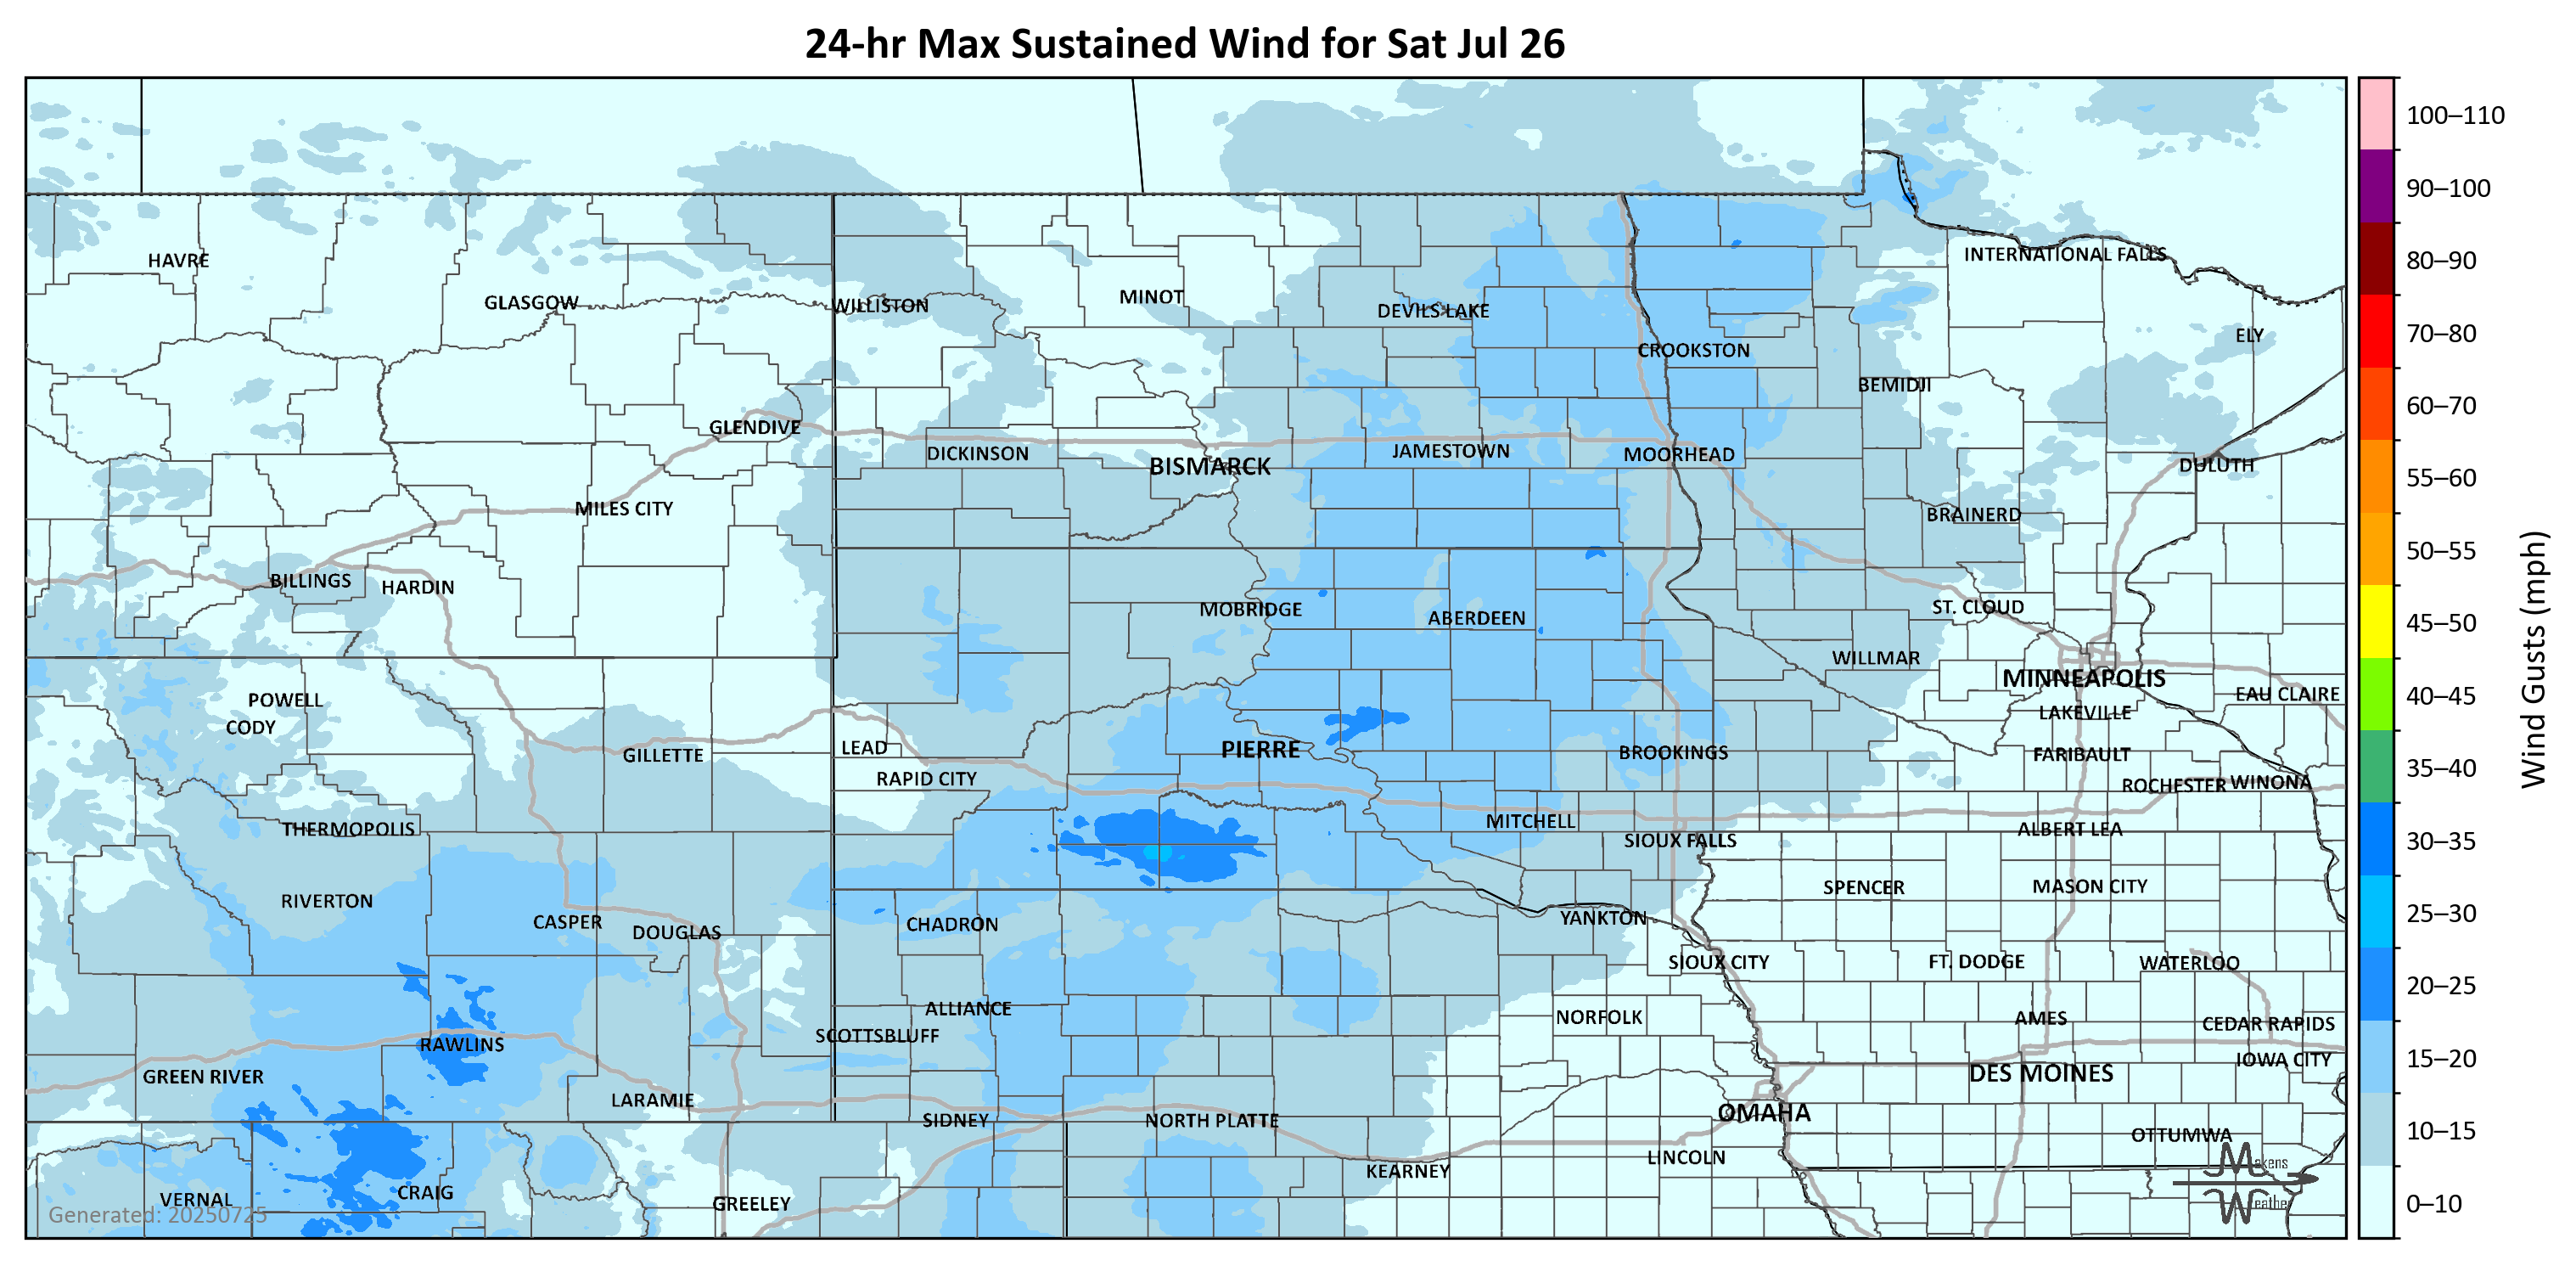 24-hr Max Sustained Wind for Sat Jul 26
100–110
90–100
80–90
70–80
60–70
55–60
50–55
45–50
40–45
35–40
30–35
25–30
20–25
15–20
10–15
0–10
Wind Gusts (mph)
HAVRE
INTERNATIONAL FALLS
GLASGOW
WILLISTON
MINOT
DEVILS LAKE
ELY
CROOKSTON
BEMIDJI
GLENDIVE
DICKINSON
BISMARCK
JAMESTOWN
MOORHEAD
DULUTH
MILES CITY
BRAINERD
BILLINGS
HARDIN
MOBRIDGE
ABERDEEN
ST. CLOUD
WILLMAR
MINNEAPOLIS
POWELL
EAU CLAIRE
CODY
LAKEVILLE
GILLETTE
LEAD
PIERRE
BROOKINGS
FARIBAULT
RAPID CITY
ROCHESTER
WINONA
THERMOPOLIS
MITCHELL
ALBERT LEA
SIOUX FALLS
RIVERTON
SPENCER
MASON CITY
CASPER
DOUGLAS
CHADRON
YANKTON
SIOUX CITY
FT. DODGE
WATERLOO
ALLIANCE
NORFOLK
AMES
CEDAR RAPIDS
RAWLINS
SCOTTSBLUFF
IOWA CITY
GREEN RIVER
DES MOINES
LARAMIE
SIDNEY
NORTH PLATTE
OMAHA
OTTUMWA
KEARNEY
LINCOLN
VERNAL
CRAIG
GREELEY
Generated: 20250725
Makens
Weather